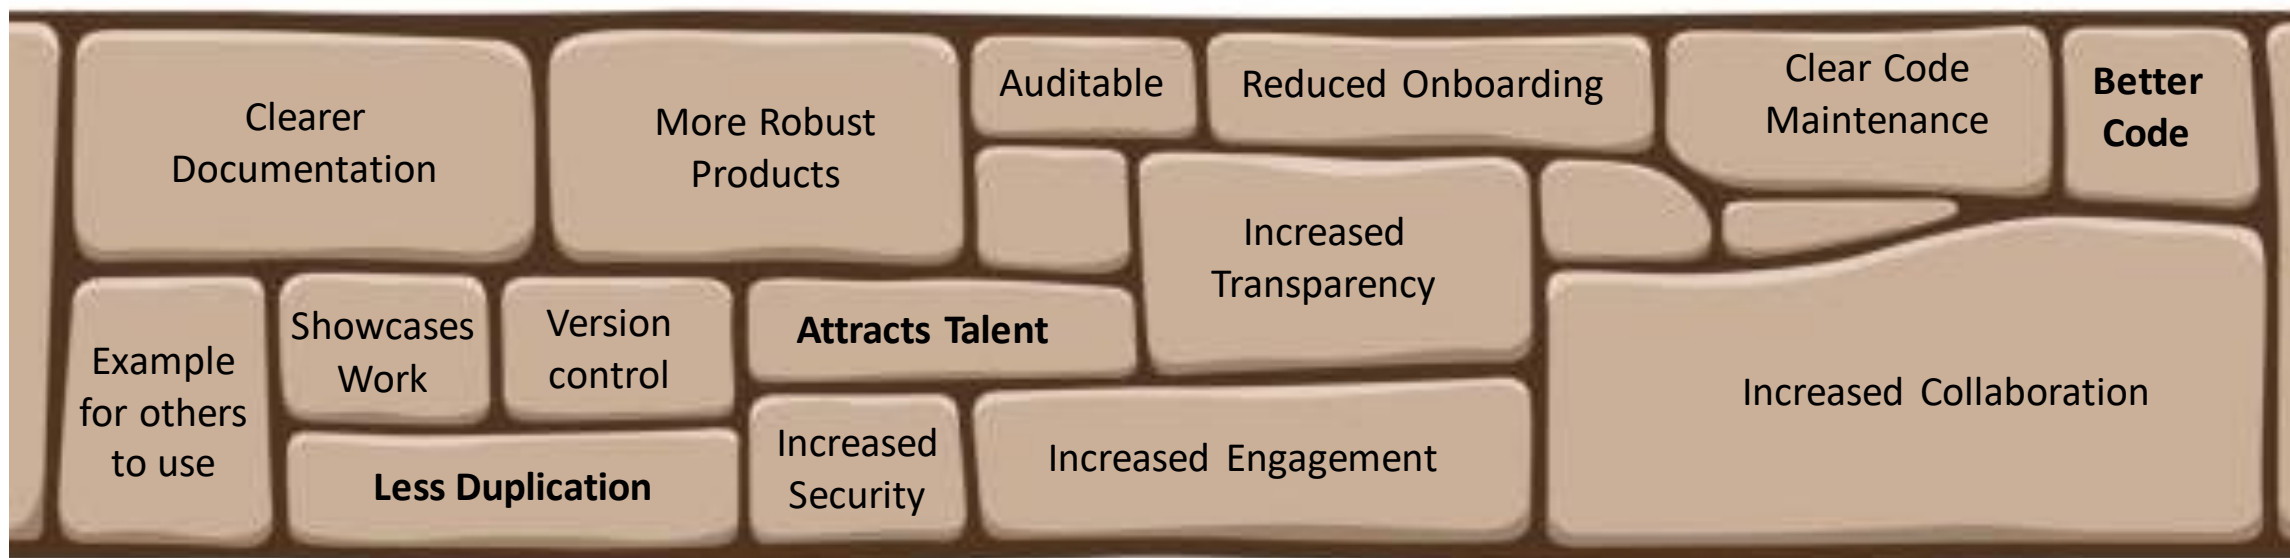 Clearer
Documentation
More Robust
Products
Auditable
Reduced Onboarding
Clear Code
Maintenance
Better
Code
Increased
Transparency
Example
for others
to use
Showcases
Work
Version
control
Attracts Talent
Less Duplication
Increased
Security
Increased Engagement
Increased Collaboration